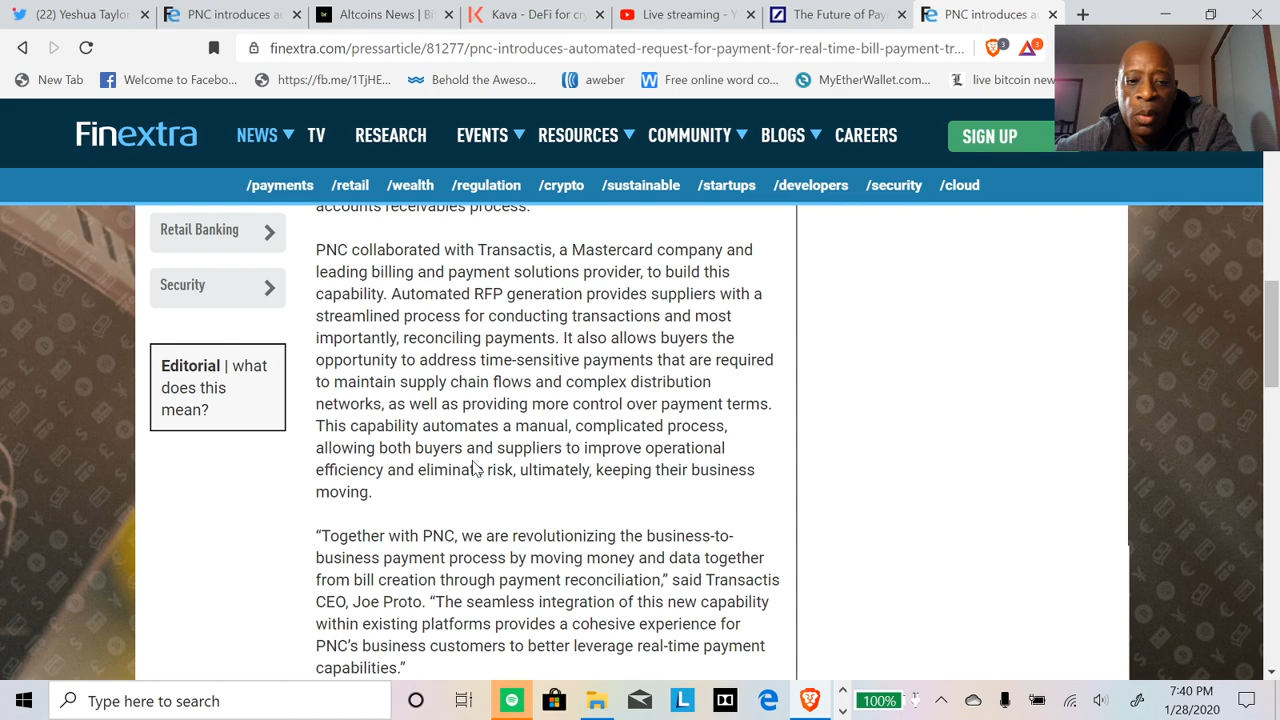 (22) Yeshua Taylor
PNC introduces a
Altcoins News | Bi
Kava - DeFi for cr
Live streaming - Y
The Future of Pay
PNC introduces au
finextra.com/pressarticle/81277/pnc-introduces-automated-request-for-payment-for-real-time-bill-payment-tr...
3
3
New Tab
Welcome to Facebo...
https://fb.me/1TjHE...
Behold the Aweso...
aweber
Free online word co...
MyEtherWallet.com...
live bitcoin new
Finextra
NEWS TV RESEARCH EVENTS RESOURCES COMMUNITY BLOGS CAREERS SIGN UP
/payments /retail /wealth /regulation /crypto /sustainable /startups /developers /security /cloud
Retail Banking
Security
Editorial | what
does this
mean?
accounts receivables process.
PNC collaborated with Transactis, a Mastercard company and
leading billing and payment solutions provider, to build this
capability. Automated RFP generation provides suppliers with a
streamlined process for conducting transactions and most
importantly, reconciling payments. It also allows buyers the
opportunity to address time-sensitive payments that are required
to maintain supply chain flows and complex distribution
networks, as well as providing more control over payment terms.
This capability automates a manual, complicated process,
allowing both buyers and suppliers to improve operational
efficiency and eliminate risk, ultimately, keeping their business
moving.
“Together with PNC, we are revolutionizing the business-to-
business payment process by moving money and data together
from bill creation through payment reconciliation,” said Transactis
CEO, Joe Proto. “The seamless integration of this new capability
within existing platforms provides a cohesive experience for
PNC’s business customers to better leverage real-time payment
capabilities.”
Type here to search
100%
7:40 PM
1/28/2020